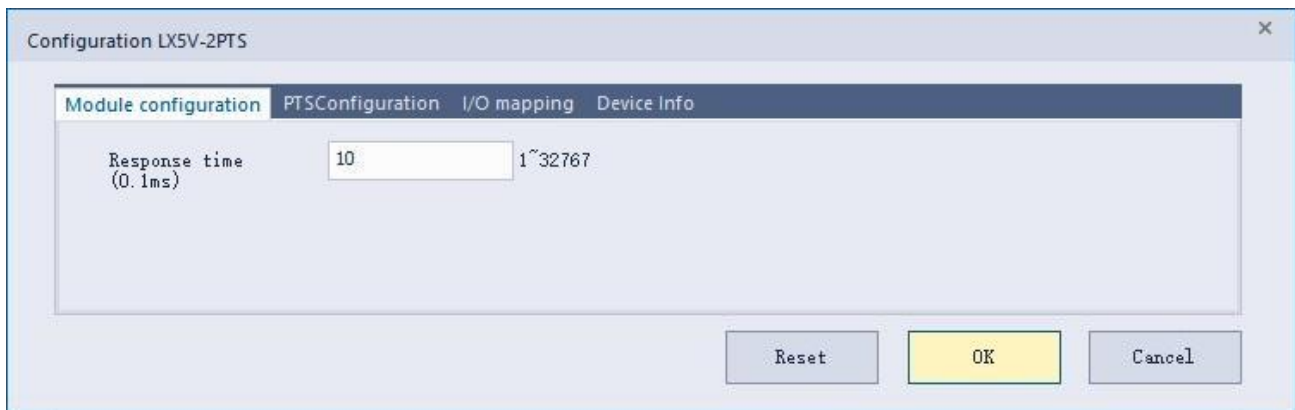 Configuration LX5V-2PTS
Module configuration PTSConfiguration I/O mapping Device Info
Response time 10 1~32767
(0.1ms)
Reset OK Cancel